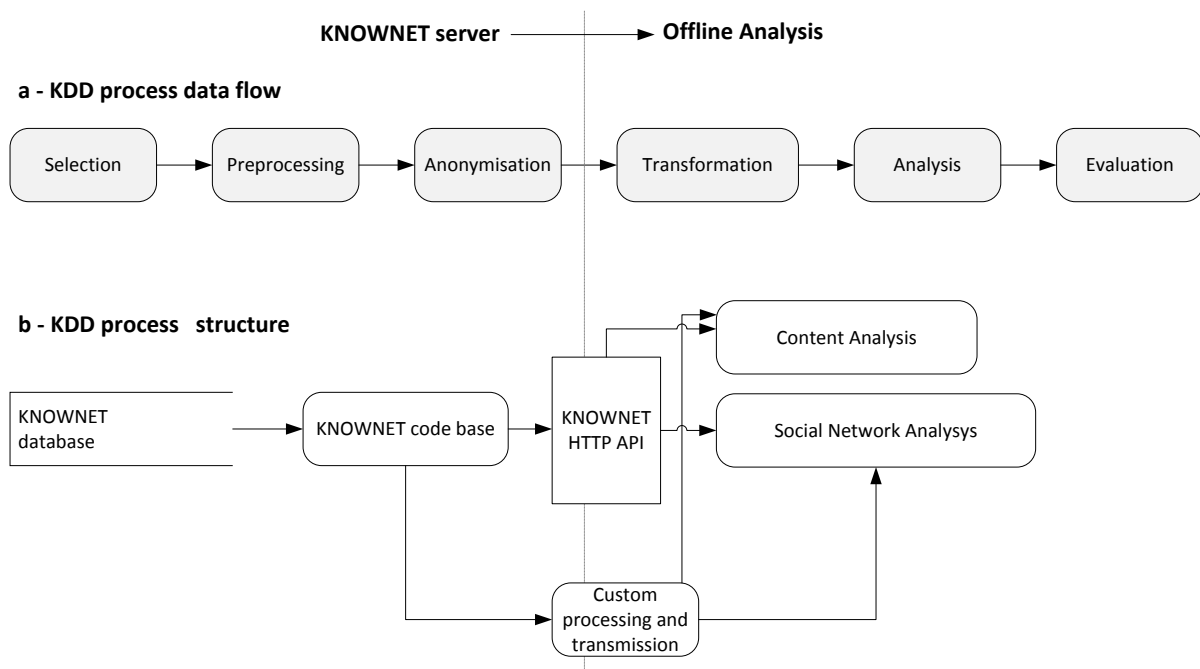 KNOWNET server
Offline Analysis
a - KDD process data flow
Selection
Preprocessing
Anonymisation
Transformation
Analysis
Evaluation
b - KDD process structure
Content Analysis
KNOWNET
database
KNOWNET code base
KNOWNET
HTTP API
Social Network Analysys
Custom
processing and
transmission